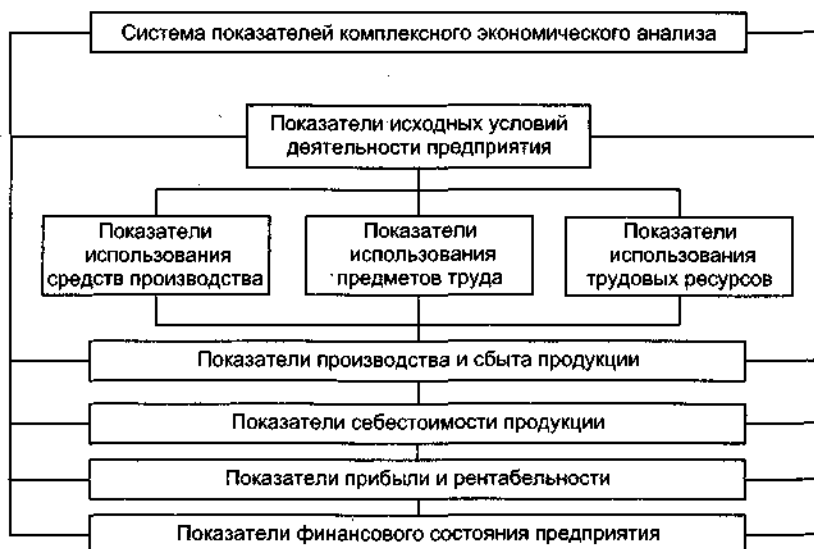 Система показателей комплексного экономического анализа
Показатели исходных условий
деятельности предприятия
Показатели
использования
средств производства
Показатели
использования
предметов труда
Показатели
использования
трудовых ресурсов
Показатели производства и сбыта продукции
Показатели себестоимости продукции
Показатели прибыли и рентабельности
Показатели финансового состояния предприятия